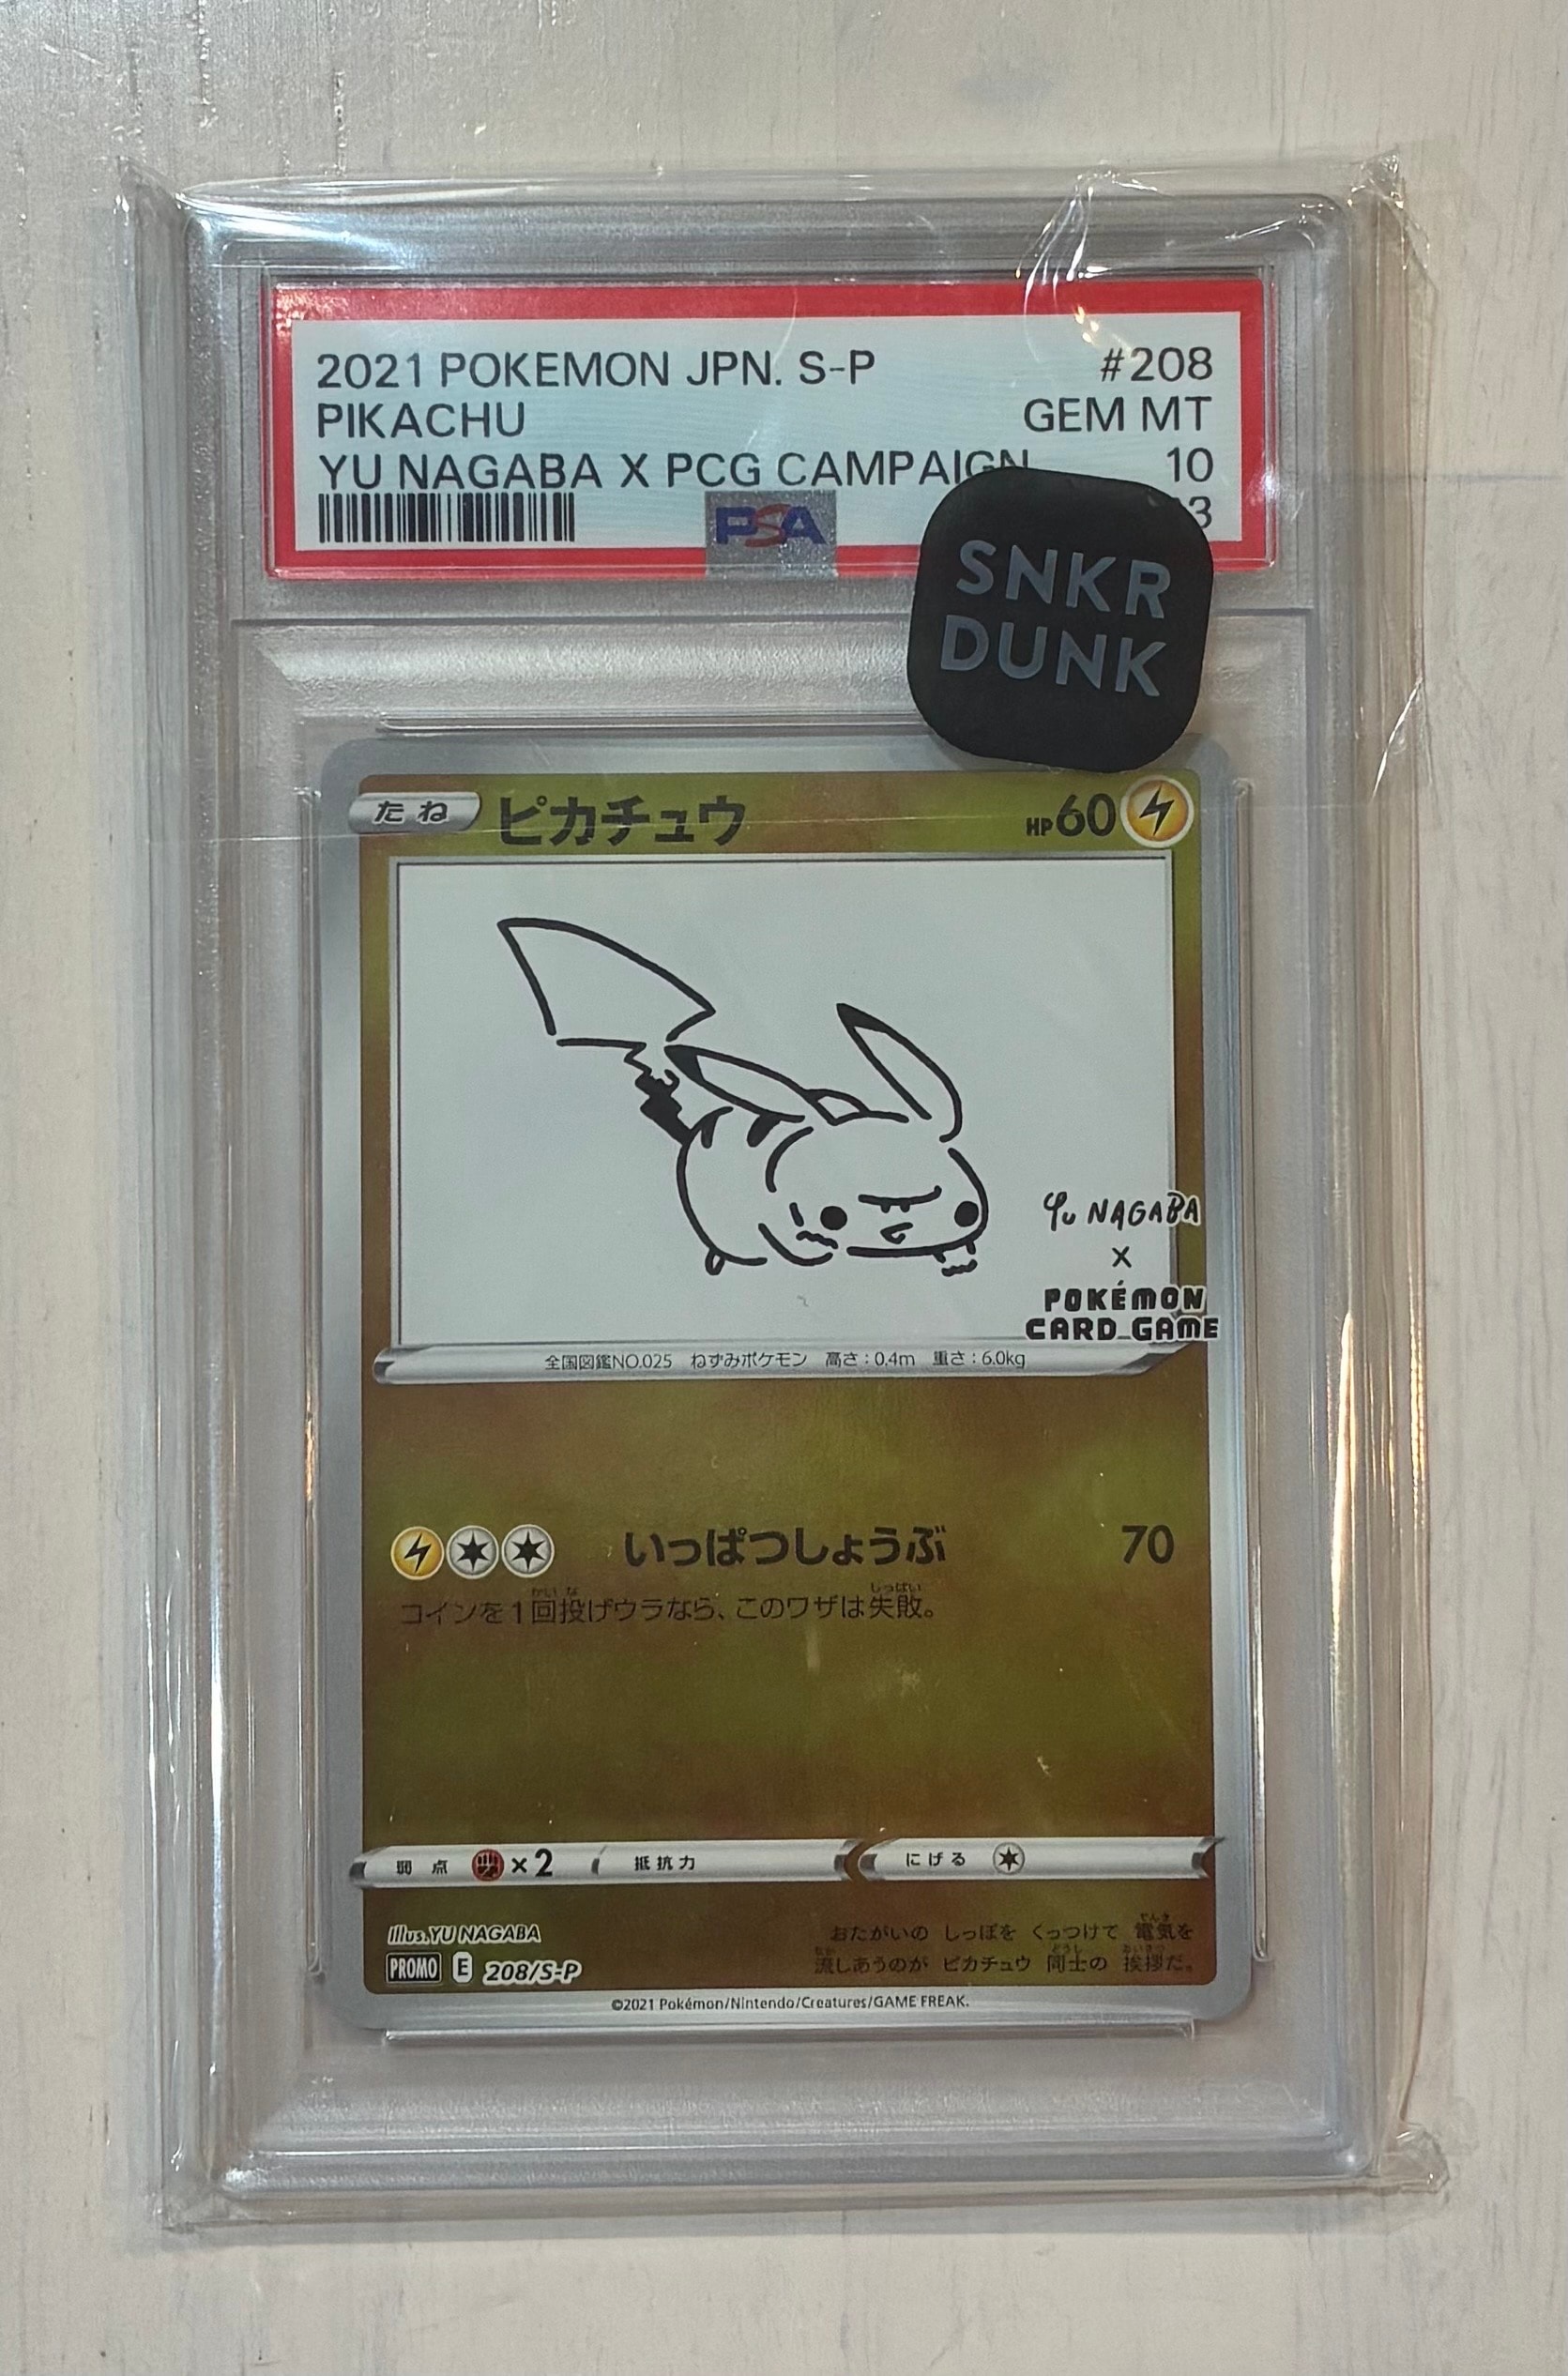 2021 POKEMON JPN. S-P #208
PIKACHU GEM MT
YU NAGABA X PCG CAMPAIGN 10
PSA
SNKR
DUNK
たね ピカチュウ HP60
Yu NAGABA
X
POKÉMON
CARD GAME
全国図鑑NO.025 ねずみポケモン 高さ:0.4m 重さ:6.0kg
いっぱつしょうぶ 70
コインを1回投げウラなら、このワザは失敗。
弱点 ×2 抵抗力 にげる
Illus.YU NAGABA
PROMO E 208/S-P
おたがいの しっぽを くっつけて 電気を
流しあうのが ピカチュウ 同士の 挨拶だ。
©2021 Pokémon/Nintendo/Creatures/GAME FREAK.